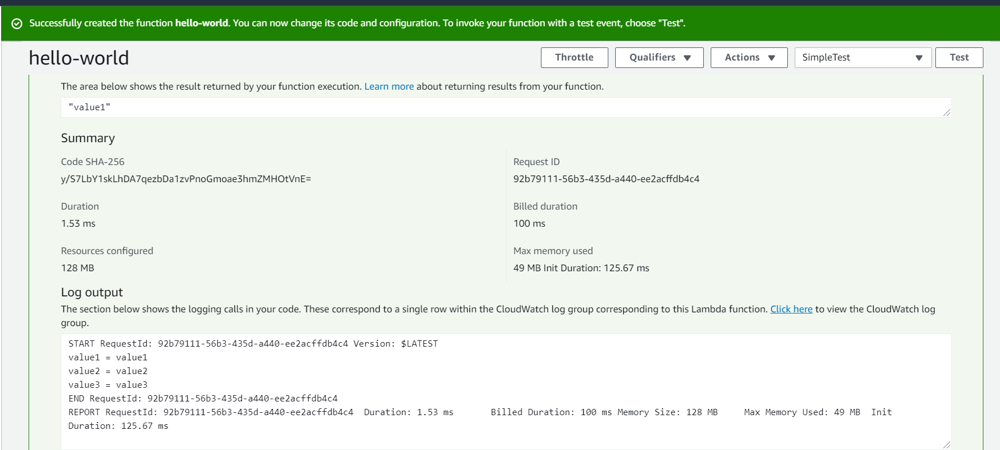 Successfully created the function hello-world. You can now change its code and configuration. To invoke your function with a test event, choose "Test".
hello-world
Throttle
Qualifiers
Actions
SimpleTest
Test
The area below shows the result returned by your function execution. Learn more about returning results from your function.
"value1"
Summary
Code SHA-256
y/S7LbY1skLhDA7qezbDa1zvPnoGmoae3hmZMHOtVnE=
Request ID
92b79111-56b3-435d-a440-ee2acffdb4c4
Duration
1.53 ms
Billed duration
100 ms
Resources configured
128 MB
Max memory used
49 MB Init Duration: 125.67 ms
Log output
The section below shows the logging calls in your code. These correspond to a single row within the CloudWatch log group corresponding to this Lambda function. Click here to view the CloudWatch log
group.
START RequestId: 92b79111-56b3-435d-a440-ee2acffdb4c4 Version: $LATEST
value1 = value1
value2 = value2
value3 = value3
END RequestId: 92b79111-56b3-435d-a440-ee2acffdb4c4
REPORT RequestId: 92b79111-56b3-435d-a440-ee2acffdb4c4 Duration: 1.53 ms Billed Duration: 100 ms Memory Size: 128 MB Max Memory Used: 49 MB Init
Duration: 125.67 ms